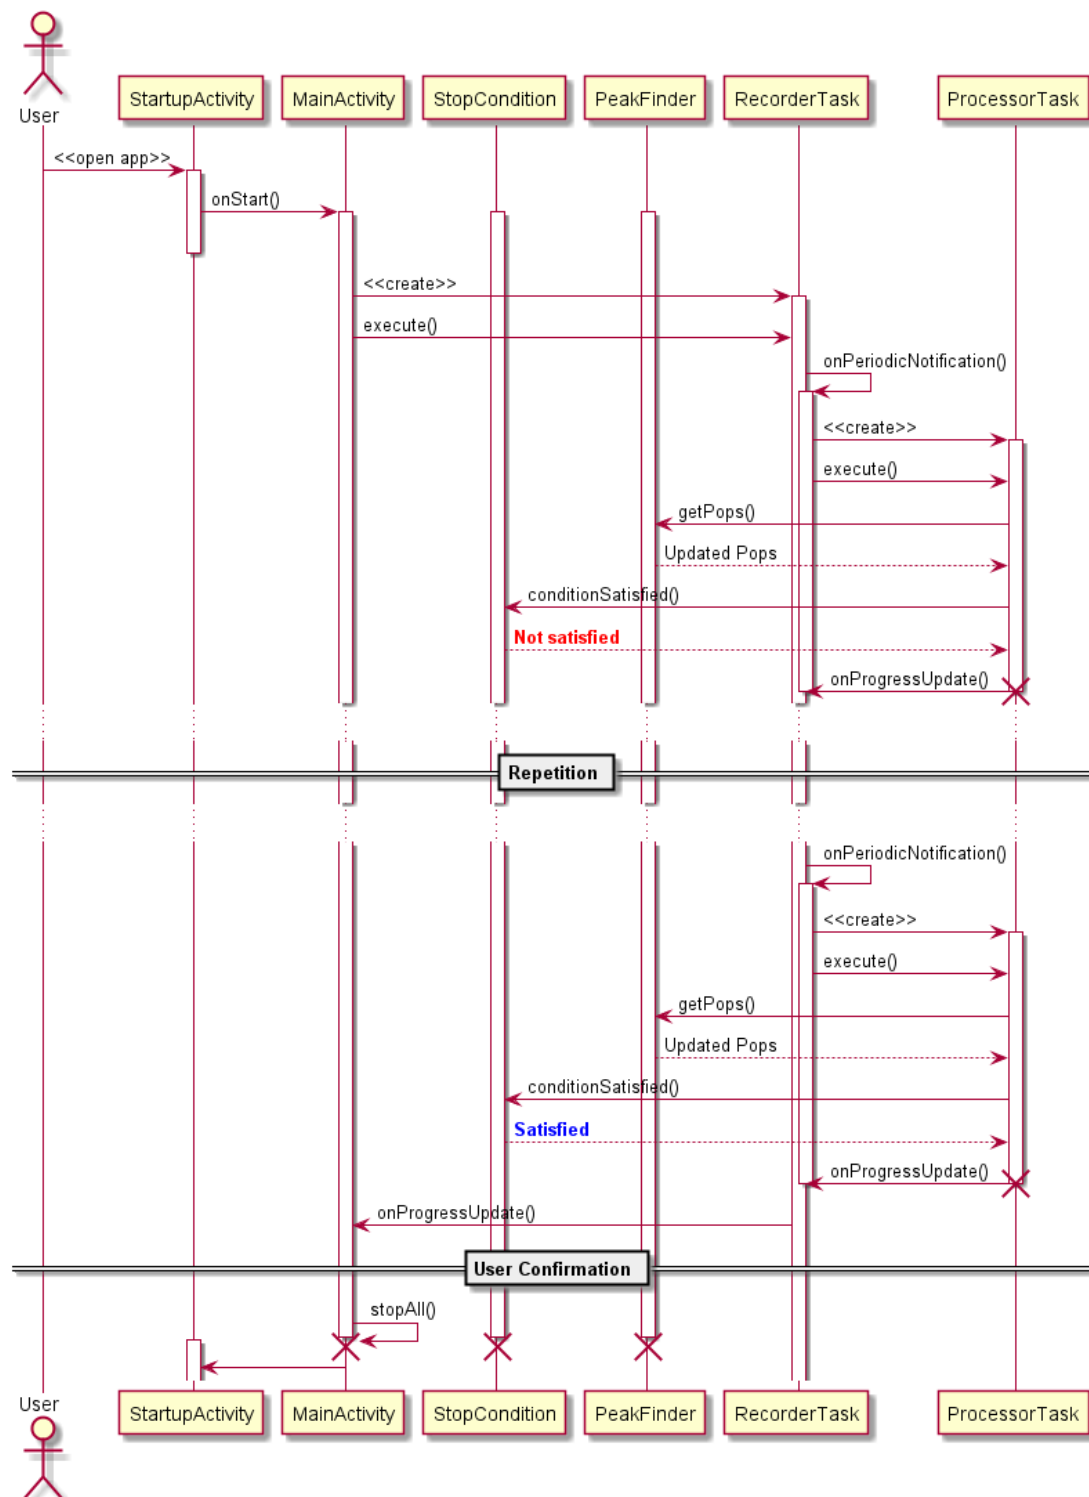 User
StartupActivity
MainActivity
StopCondition
PeakFinder
RecorderTask
ProcessorTask
<<open app>>
onStart()
<<create>>
execute()
onPeriodicNotification()
<<create>>
execute()
getPops()
Updated Pops
conditionSatisfied()
Not satisfied
onProgressUpdate()
Repetition
onPeriodicNotification()
<<create>>
execute()
getPops()
Updated Pops
conditionSatisfied()
Satisfied
onProgressUpdate()
onProgressUpdate()
User Confirmation
stopAll()
User
StartupActivity
MainActivity
StopCondition
PeakFinder
RecorderTask
ProcessorTask